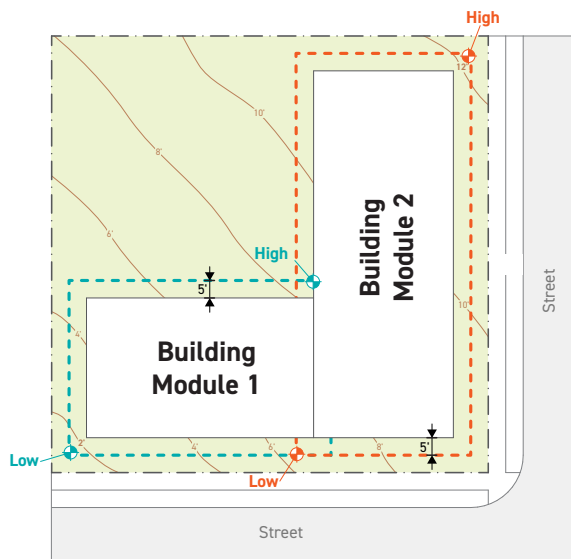 High
12'
10'
8'
Building
Module 2
6'
High
5'
Street
10'
4'
Building
Module 1
2'
4'
6'
8'
5'
Low
Low
Street